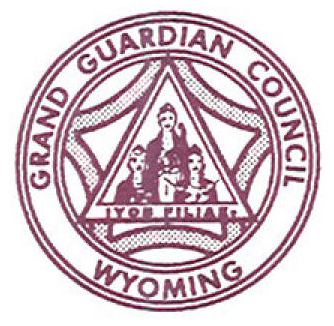 GRAND GUARDIAN COUNCIL
IYOB FILIAE
WYOMING